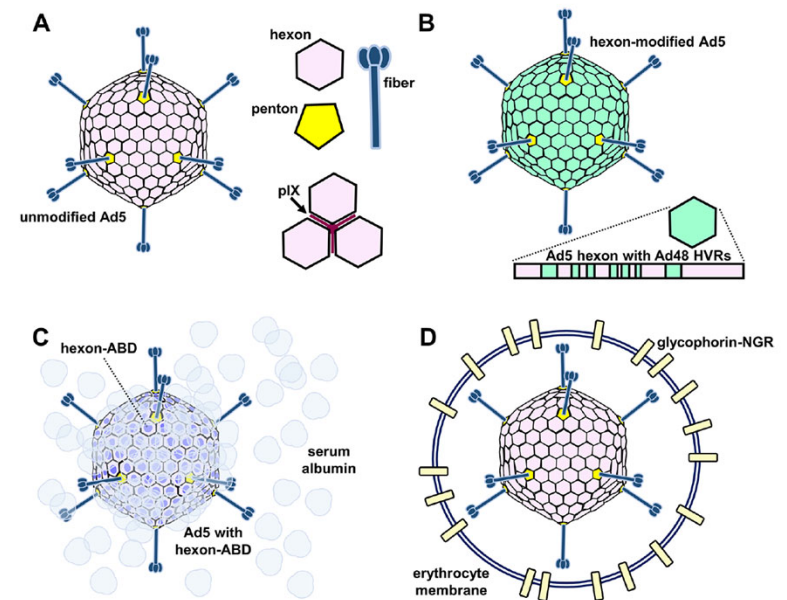 A
hexon
fiber
penton
unmodified Ad5
pIX
B
hexon-modified Ad5
Ad5 hexon with Ad48 HVRs
C
hexon-ABD
serum
albumin
Ad5 with
hexon-ABD
D
glycophorin-NGR
erythrocyte
membrane